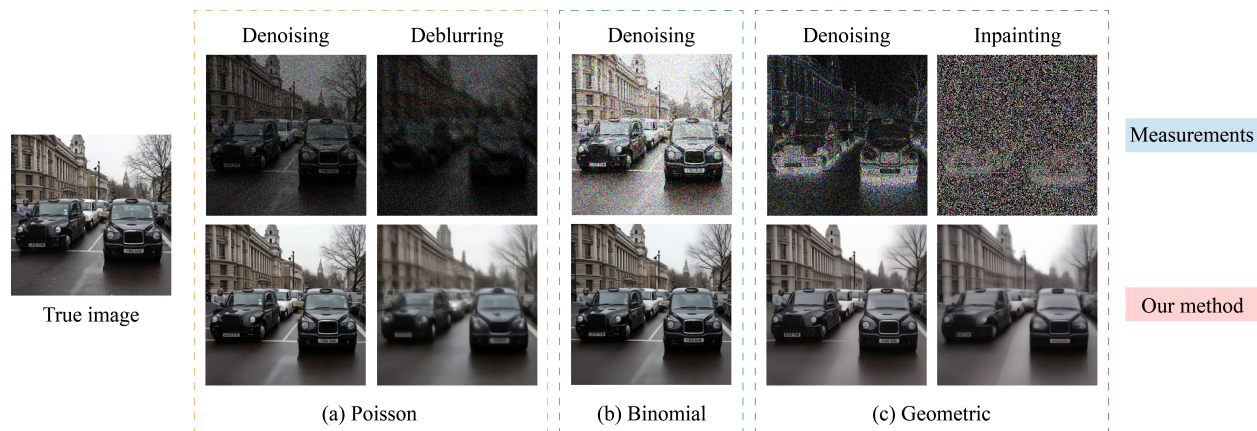 Denoising Deblurring Denoising Denoising Inpainting
Measurements
True image
Our method
(a) Poisson (b) Binomial (c) Geometric